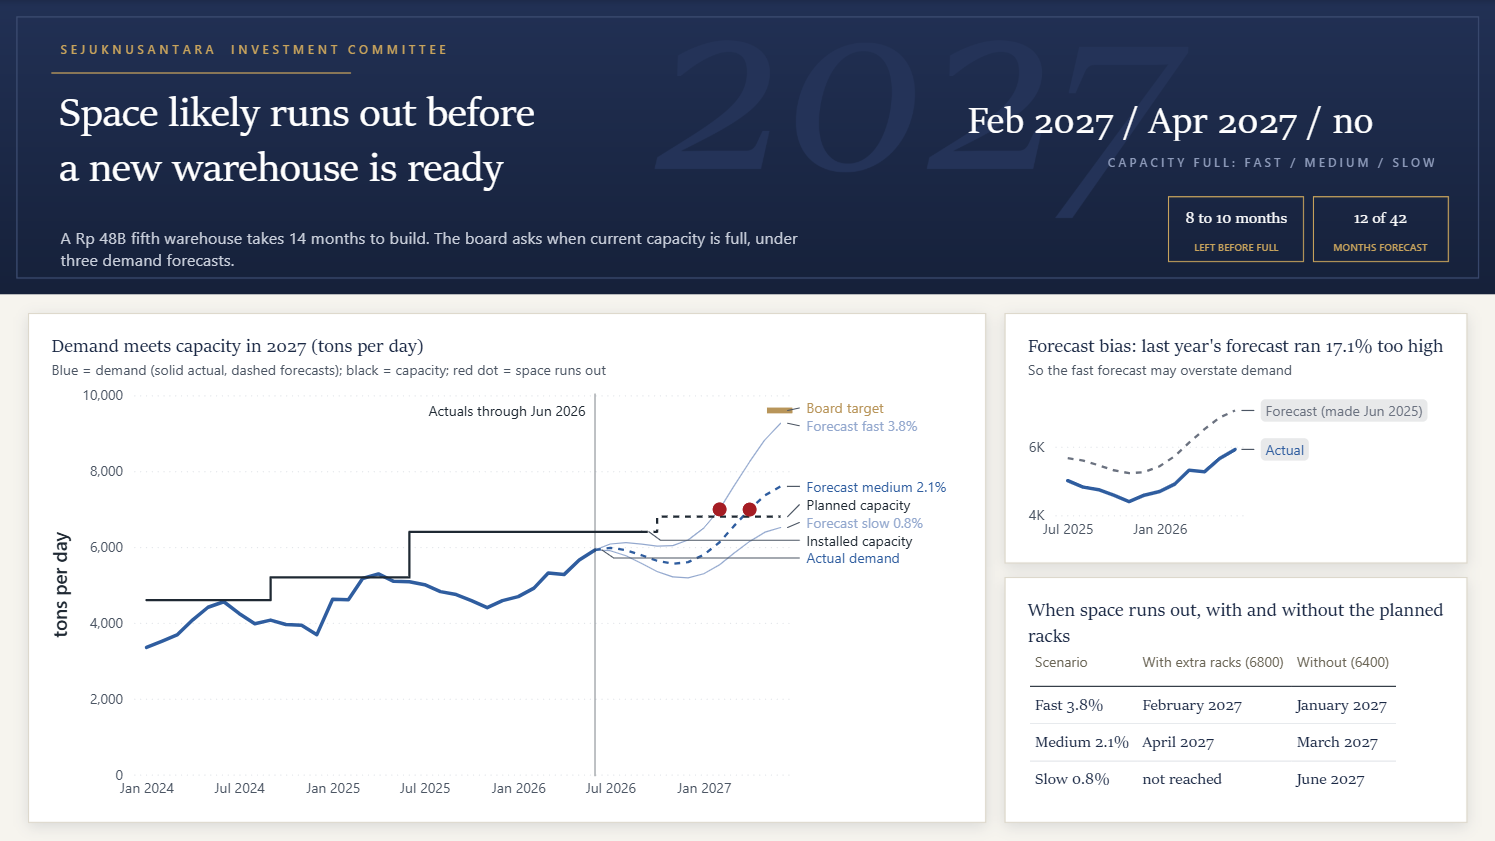 SEJUKNUSANTARA INVESTMENT COMMITTEE
2027
Space likely runs out before
a new warehouse is ready
A Rp 48B fifth warehouse takes 14 months to build. The board asks when current capacity is full, under
three demand forecasts.
Feb 2027 / Apr 2027 / no
CAPACITY FULL: FAST / MEDIUM / SLOW
8 to 10 months
LEFT BEFORE FULL
12 of 42
MONTHS FORECAST
Demand meets capacity in 2027 (tons per day)
Blue = demand (solid actual, dashed forecasts); black = capacity; red dot = space runs out
tons per day
10,000
8,000
6,000
4,000
2,000
0
Jan 2024
Jul 2024
Jan 2025
Jul 2025
Jan 2026
Jul 2026
Jan 2027
Actuals through Jun 2026
Board target
Forecast fast 3.8%
Forecast medium 2.1%
Planned capacity
Forecast slow 0.8%
Installed capacity
Actual demand
Forecast bias: last year's forecast ran 17.1% too high
So the fast forecast may overstate demand
6K
4K
Jul 2025
Jan 2026
Forecast (made Jun 2025)
Actual
When space runs out, with and without the planned
racks
Scenario With extra racks (6800) Without (6400)
Fast 3.8% February 2027 January 2027
Medium 2.1% April 2027 March 2027
Slow 0.8% not reached June 2027